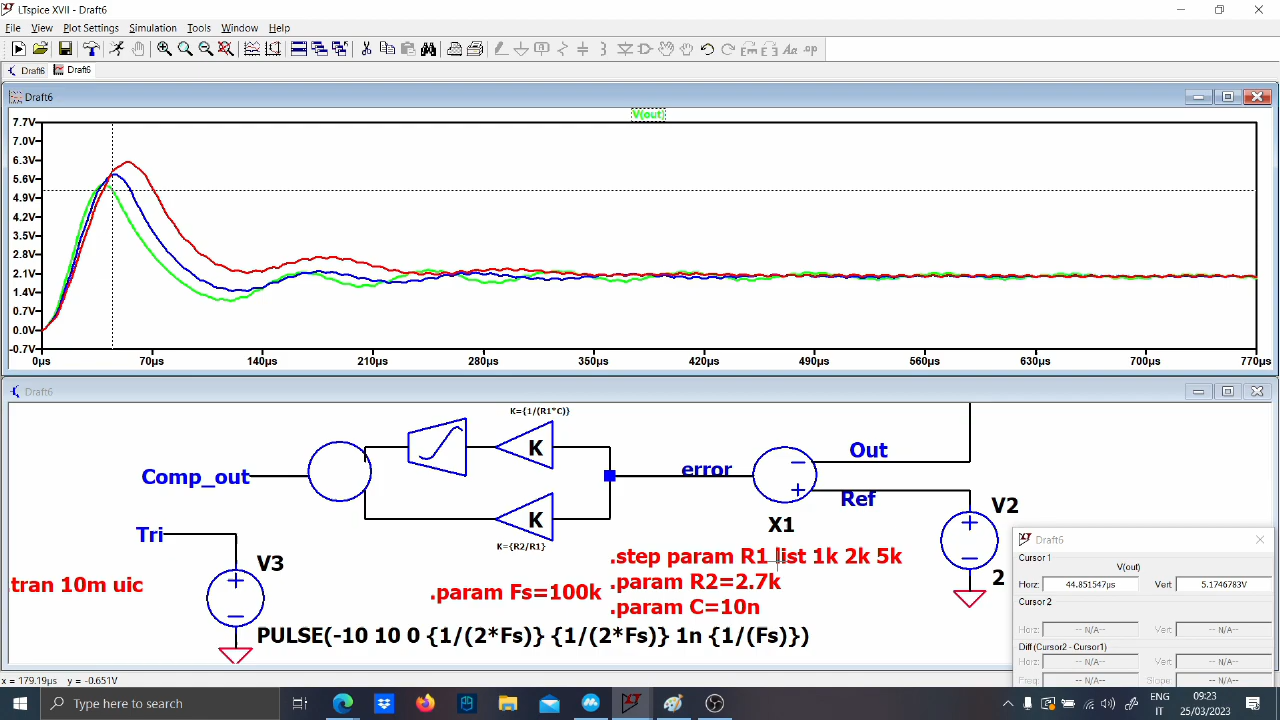 LTspice XVII - Draft6
File View Plot Settings Simulation Tools Window Help
Draft6 Draft6
Draft6
V(out)
7.7V
7.0V
6.3V
5.6V
4.9V
4.2V
3.5V
2.8V
2.1V
1.4V
0.7V
0.0V
-0.7V
0µs 70µs 140µs 210µs 280µs 350µs 420µs 490µs 560µs 630µs 700µs 770µs
Draft6
K={1/(R1*C)}
K
Comp_out
error
Out
Ref
K
K={R2/R1}
X1
V2
2
Tri
V3
tran 10m uic
.param Fs=100k
.step param R1 list 1k 2k 5k
.param R2=2.7k
.param C=10n
PULSE(-10 10 0 {1/(2*Fs)} {1/(2*Fs)} 1n {1/(Fs)})
Draft6
Cursor 1
V(out)
Horz: 44.851547µs Vert: 5.1746783V
Cursor 2
Horz: -- N/A-- Vert: -- N/A--
Diff (Cursor2 - Cursor1)
Horz: -- N/A-- Vert: -- N/A--
Freq: -- N/A-- Slope: -- N/A--
x = 179.19µs y = -0.651V
Type here to search
ENG
IT
09:23
25/03/2023